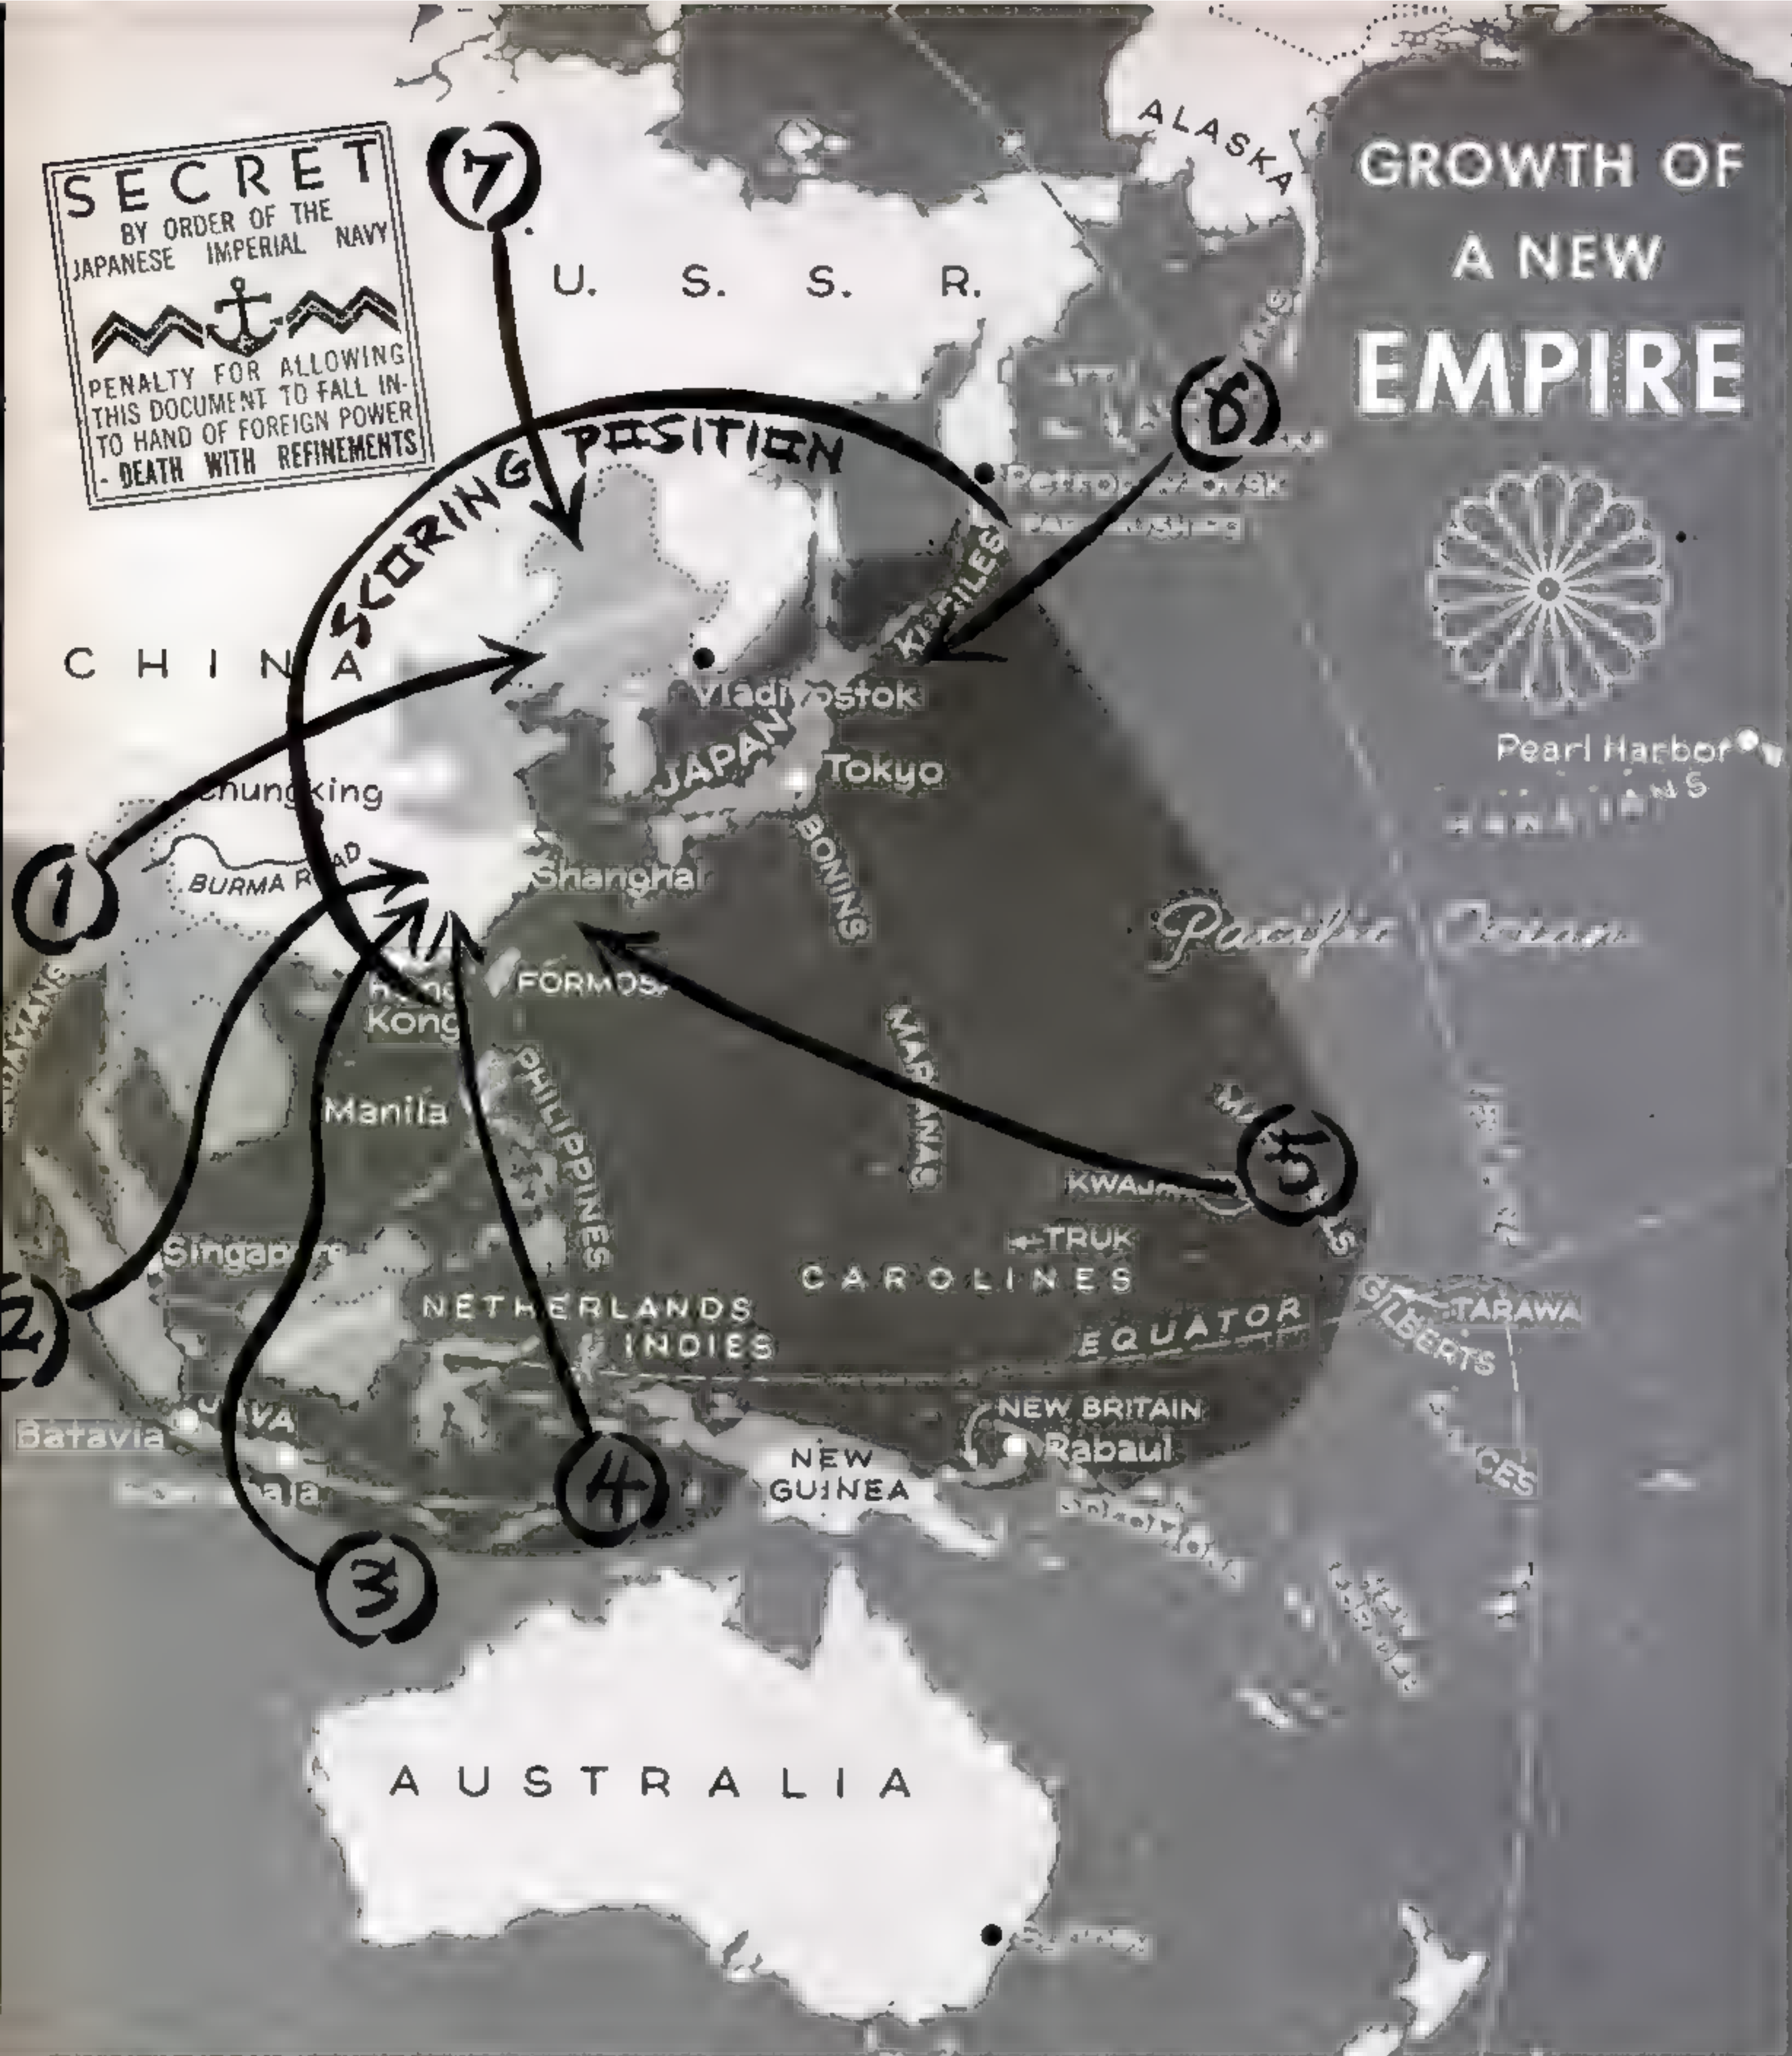 SECRET
BY ORDER OF THE
JAPANESE IMPERIAL NAVY
PENALTY FOR ALLOWING
THIS DOCUMENT TO FALL IN-
TO HAND OF FOREIGN POWER
- DEATH WITH REFINEMENTS
GROWTH OF
A NEW
EMPIRE
ALASKA
U. S. S. R.
7
6
SCORING POSITION
KURILES
CHINA
Vladivostok
JAPAN
Tokyo
Pearl Harbor
HAWAIIANS
Chungking
BURMA ROAD
1
Shanghai
BONINS
Pacific Ocean
FORMOSA
Hong
Kong
MARIANAS
Manila
PHILIPPINES
5
Singapore
TRUK
CAROLINES
2
NETHERLANDS
INDIES
EQUATOR
GILBERTS
TARAWA
Batavia
JAVA
NEW BRITAIN
Rabaul
NEW
GUINEA
4
3
AUSTRALIA